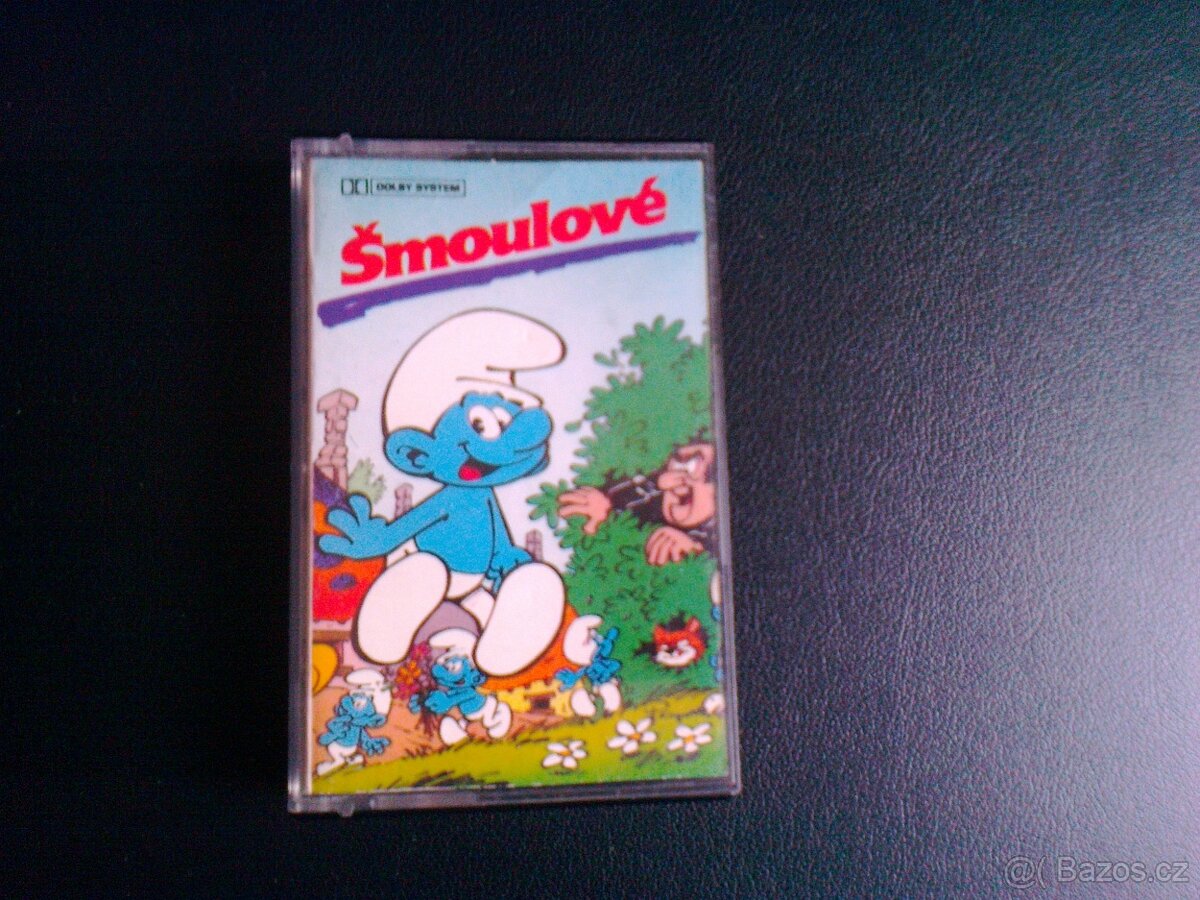 DOLBY SYSTEM
Šmoulové
@( Bazos.cz